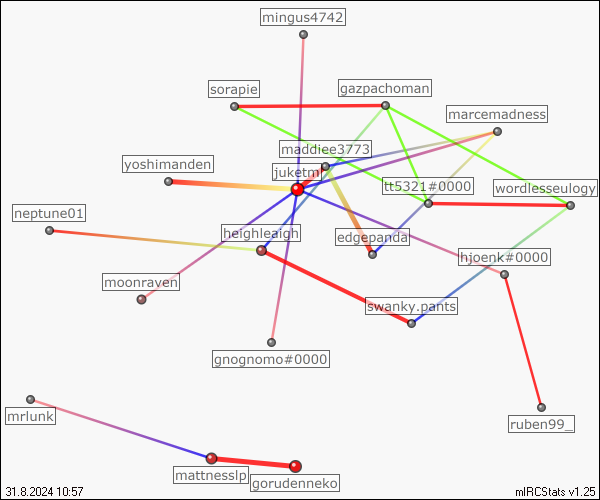 mingus4742
sorapie
gazpachoman
marcemadness
maddiee3773
yoshimanden
juketml
tt5321#0000
wordlesseulogy
neptune01
heighleaigh
edgepanda
hjoenk#0000
moonraven
swanky.pants
gnognomo#0000
mrlunk
ruben99_
mattnesslp
gorudenneko
31.8.2024 10:57
mIRCStats v1.25